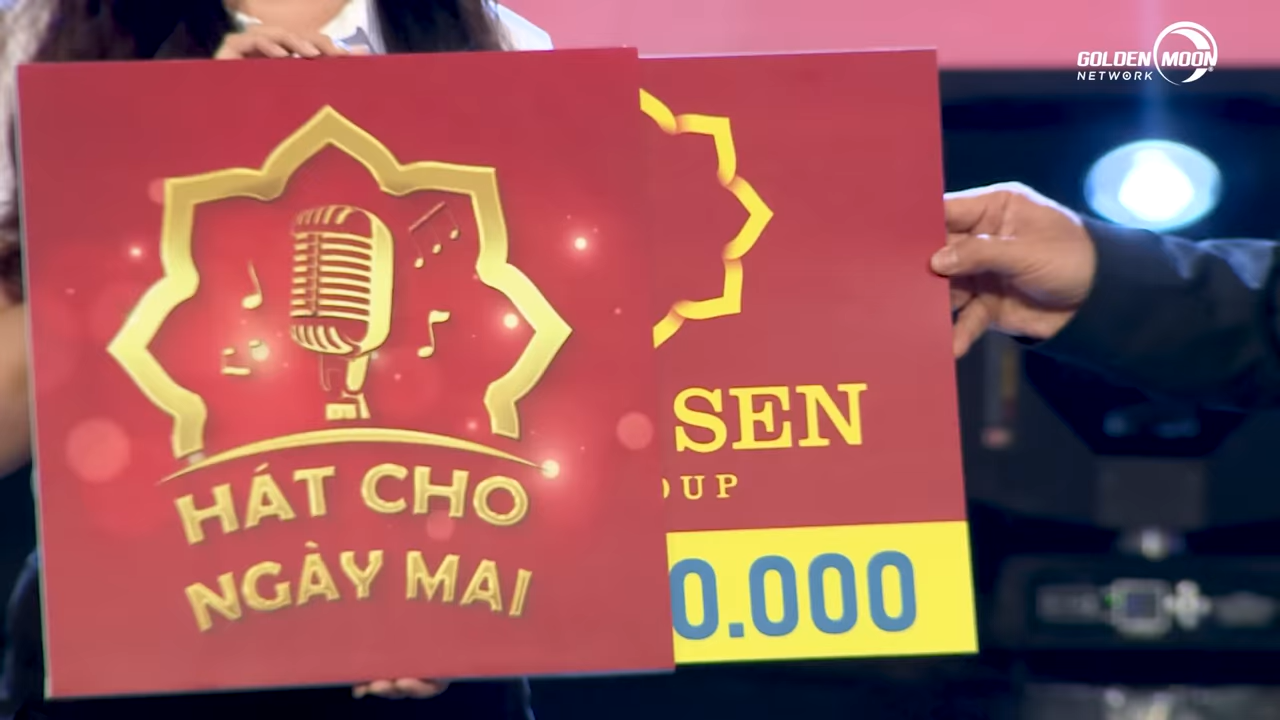 GOLDEN MOON
NETWORK
HÁT CHO
NGÀY MAI
SEN
OUP
0.000